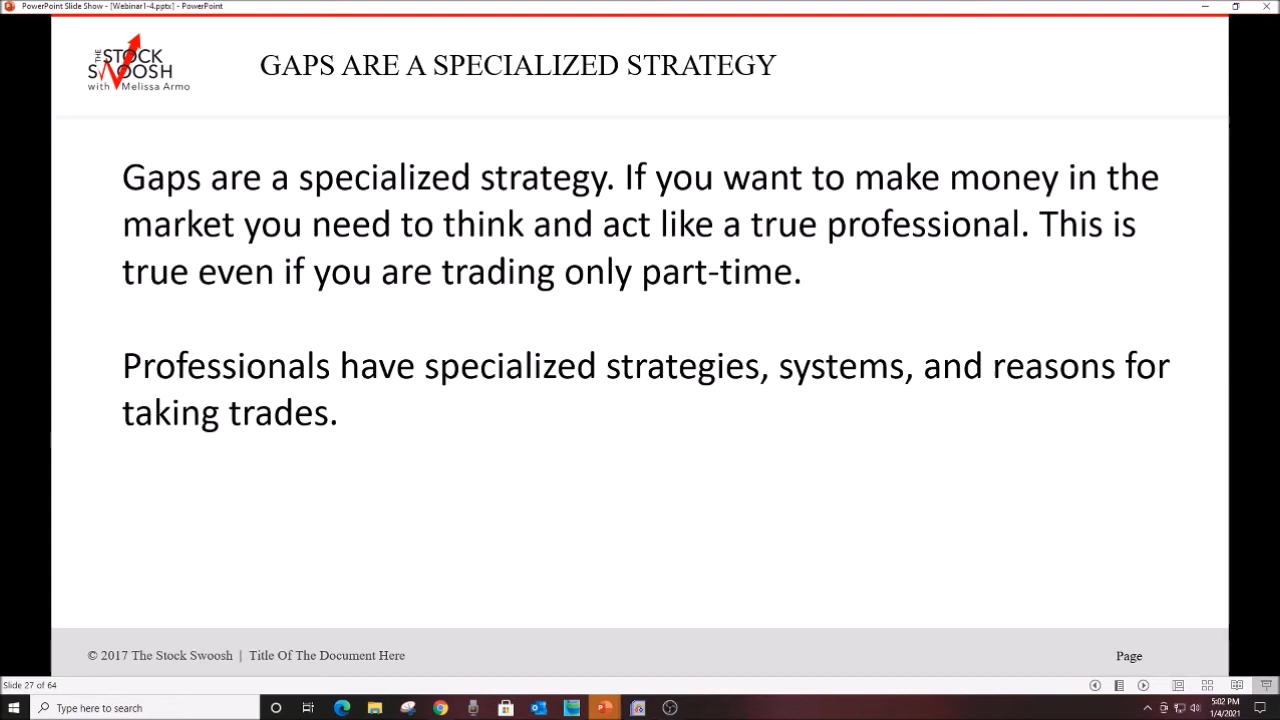 PowerPoint Slide Show - [Webinar1-4.pptx] - PowerPoint
THE
STOCK
SWOOSH
with Melissa Armo
GAPS ARE A SPECIALIZED STRATEGY
Gaps are a specialized strategy. If you want to make money in the
market you need to think and act like a true professional. This is
true even if you are trading only part-time.
Professionals have specialized strategies, systems, and reasons for
taking trades.
© 2017 The Stock Swoosh | Title Of The Document Here
Page
Slide 27 of 64
Type here to search
5:02 PM
1/4/2021